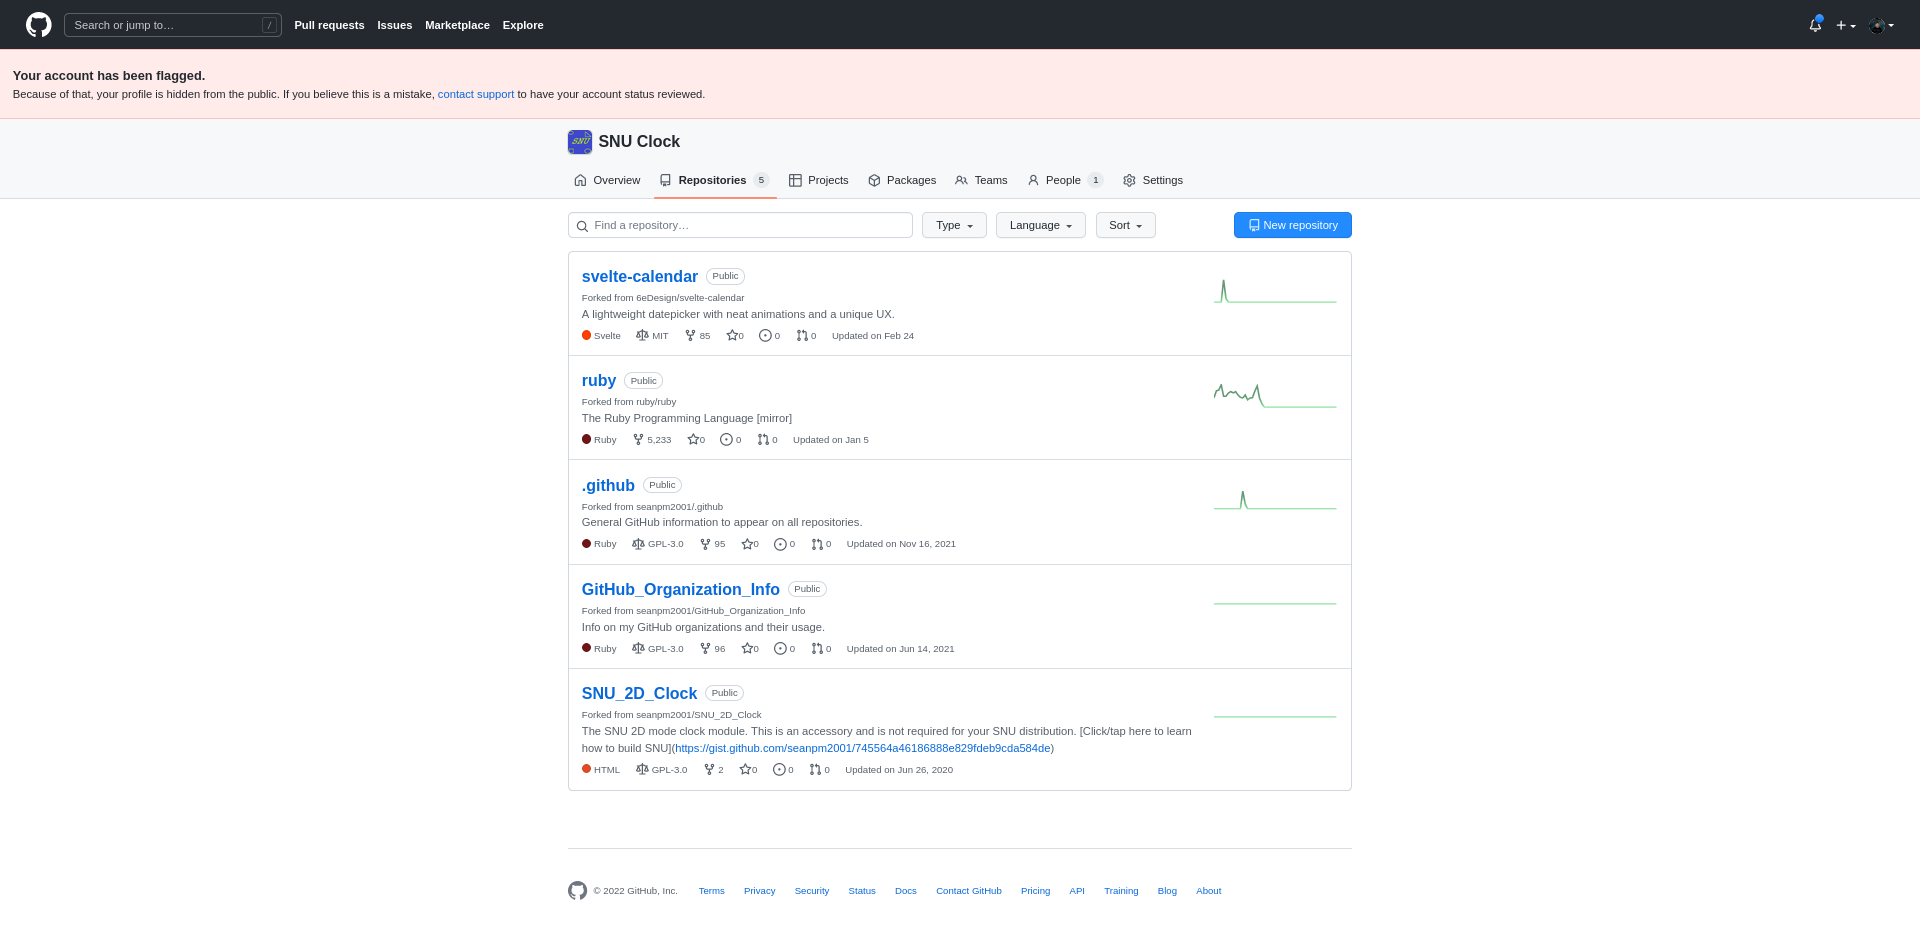 Search or jump to… /
Pull requests Issues Marketplace Explore
Your account has been flagged.
Because of that, your profile is hidden from the public. If you believe this is a mistake, contact support to have your account status reviewed.
SNU SNU Clock
Overview Repositories 5 Projects Packages Teams People 1 Settings
Find a repository… Type Language Sort New repository
svelte-calendar Public
Forked from 6eDesign/svelte-calendar
A lightweight datepicker with neat animations and a unique UX.
Svelte MIT 85 0 0 0 Updated on Feb 24
ruby Public
Forked from ruby/ruby
The Ruby Programming Language [mirror]
Ruby 5,233 0 0 0 Updated on Jan 5
.github Public
Forked from seanpm2001/.github
General GitHub information to appear on all repositories.
Ruby GPL-3.0 95 0 0 0 Updated on Nov 16, 2021
GitHub_Organization_Info Public
Forked from seanpm2001/GitHub_Organization_Info
Info on my GitHub organizations and their usage.
Ruby GPL-3.0 96 0 0 0 Updated on Jun 14, 2021
SNU_2D_Clock Public
Forked from seanpm2001/SNU_2D_Clock
The SNU 2D mode clock module. This is an accessory and is not required for your SNU distribution. [Click/tap here to learn
how to build SNU](https://gist.github.com/seanpm2001/745564a46186888e829fdeb9cda584de)
HTML GPL-3.0 2 0 0 0 Updated on Jun 26, 2020
© 2022 GitHub, Inc. Terms Privacy Security Status Docs Contact GitHub Pricing API Training Blog About